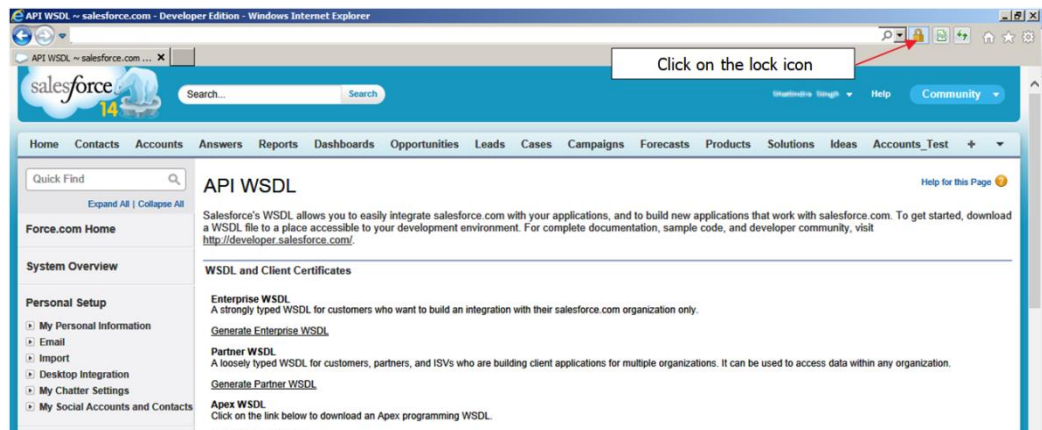 API WSDL ~ salesforce.com - Developer Edition - Windows Internet Explorer
API WSDL ~ salesforce.com ...
Click on the lock icon
salesforce
14
Search...
Search
Help
Community
Home Contacts Accounts Answers Reports Dashboards Opportunities Leads Cases Campaigns Forecasts Products Solutions Ideas Accounts_Test +
Quick Find
Expand All | Collapse All
Force.com Home
System Overview
Personal Setup
My Personal Information
Email
Import
Desktop Integration
My Chatter Settings
My Social Accounts and Contacts
API WSDL
Help for this Page
Salesforce's WSDL allows you to easily integrate salesforce.com with your applications, and to build new applications that work with salesforce.com. To get started, download
a WSDL file to a place accessible to your development environment. For complete documentation, sample code, and developer community, visit
http://developer.salesforce.com/.
WSDL and Client Certificates
Enterprise WSDL
A strongly typed WSDL for customers who want to build an integration with their salesforce.com organization only.
Generate Enterprise WSDL
Partner WSDL
A loosely typed WSDL for customers, partners, and ISVs who are building client applications for multiple organizations. It can be used to access data within any organization.
Generate Partner WSDL
Apex WSDL
Click on the link below to download an Apex programming WSDL.